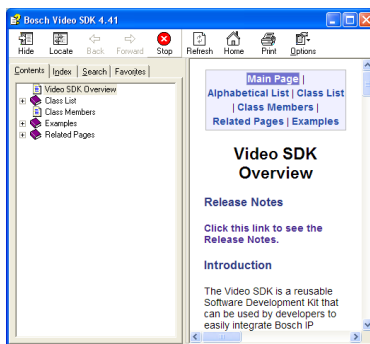 Bosch Video SDK 4.41
Hide Locate Back Forward Stop Refresh Home Print Options
Contents Index Search Favorites
Video SDK Overview
Class List
Class Members
Examples
Related Pages
Main Page |
Alphabetical List | Class List
| Class Members |
Related Pages | Examples
Video SDK
Overview
Release Notes
Click this link to see the
Release Notes.
Introduction
The Video SDK is a reusable
Software Development Kit that
can be used by developers to
easily integrate Bosch IP